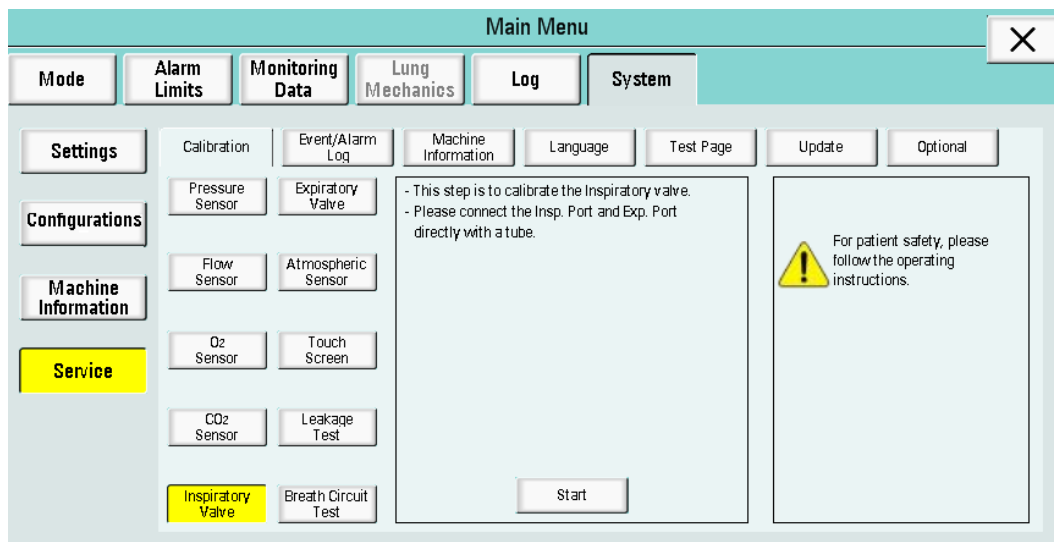 Main Menu
Mode
Alarm
Limits
Monitoring
Data
Lung
Mechanics
Log
System
Settings
Configurations
Machine
Information
Service
Calibration
Event/Alarm
Log
Machine
Information
Language
Test Page
Update
Optional
Pressure
Sensor
Expiratory
Valve
Flow
Sensor
Atmospheric
Sensor
O2
Sensor
Touch
Screen
CO2
Sensor
Leakage
Test
Inspiratory
Valve
Breath Circuit
Test
- This step is to calibrate the Inspiratory valve.
- Please connect the Insp. Port and Exp. Port
directly with a tube.
Start
For patient safety, please
follow the operating
instructions.